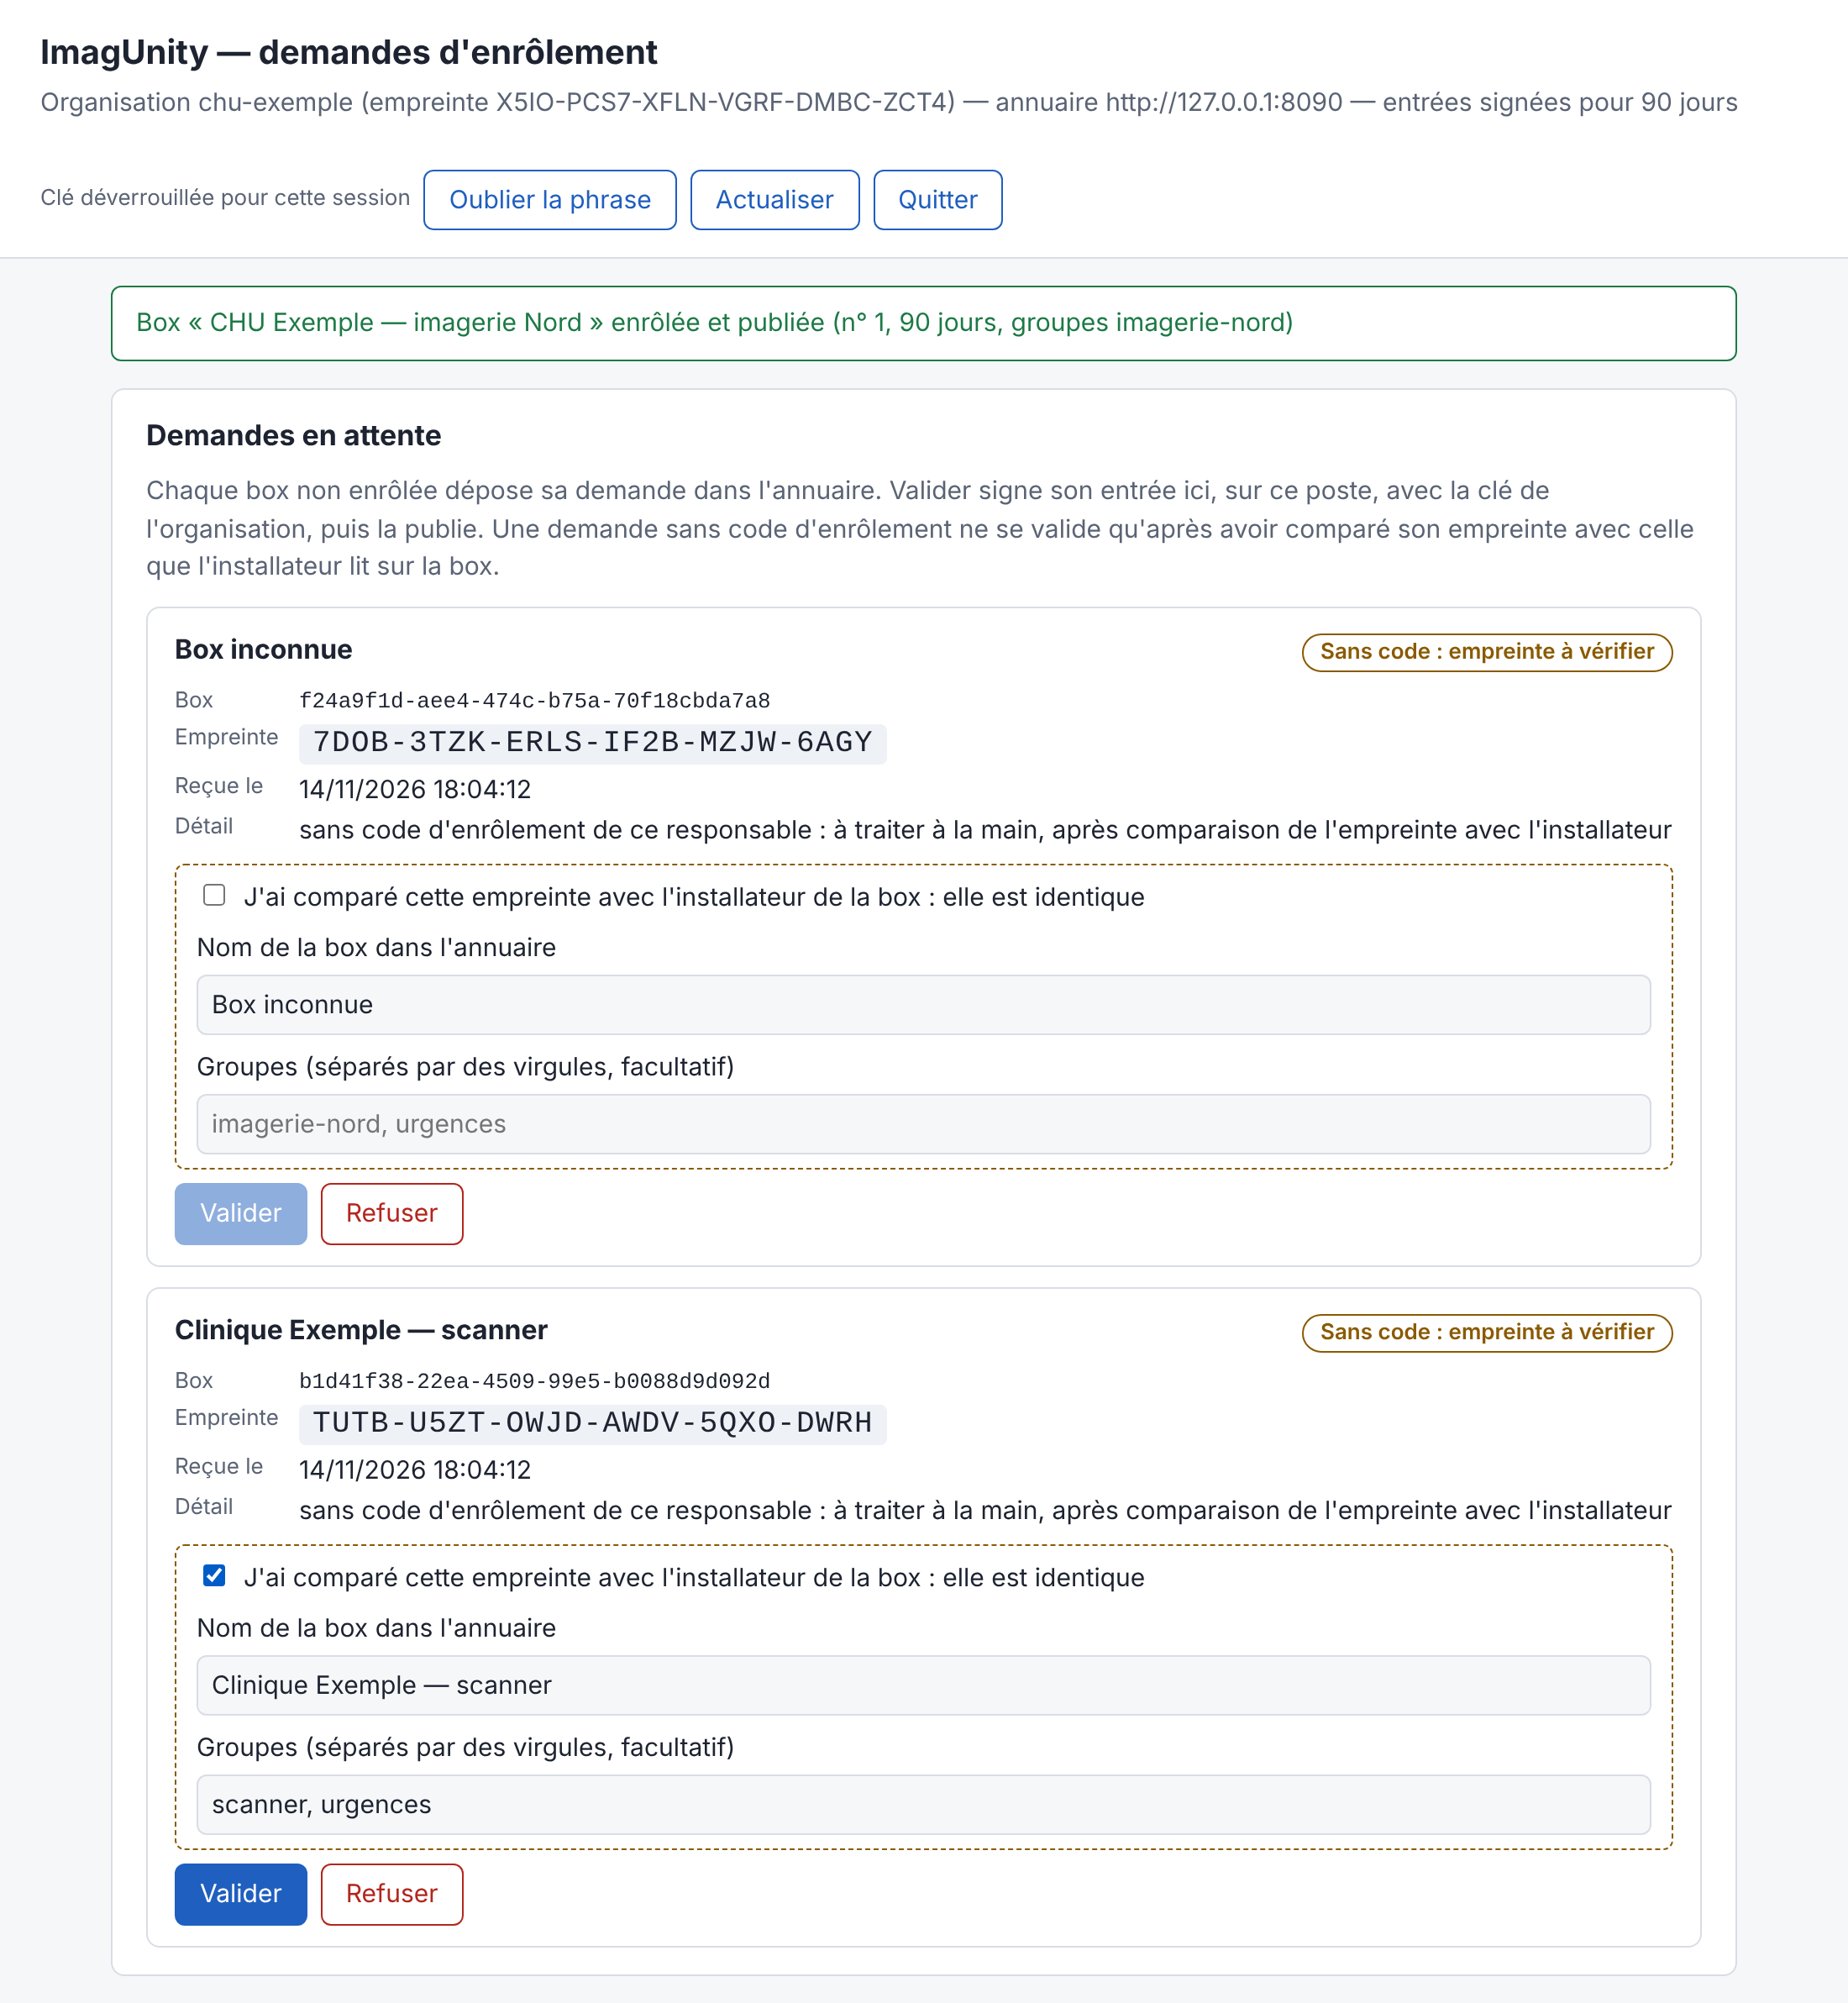 ImagUnity — demandes d'enrôlement
Organisation chu-exemple (empreinte X5IO-PCS7-XFLN-VGRF-DMBC-ZCT4) — annuaire http://127.0.0.1:8090 — entrées signées pour 90 jours
Clé déverrouillée pour cette session
Oublier la phrase
Actualiser
Quitter
Box « CHU Exemple — imagerie Nord » enrôlée et publiée (n° 1, 90 jours, groupes imagerie-nord)
Demandes en attente
Chaque box non enrôlée dépose sa demande dans l'annuaire. Valider signe son entrée ici, sur ce poste, avec la clé de
l'organisation, puis la publie. Une demande sans code d'enrôlement ne se valide qu'après avoir comparé son empreinte avec celle
que l'installateur lit sur la box.
Box inconnue
Sans code : empreinte à vérifier
Box f24a9f1d-aee4-474c-b75a-70f18cbda7a8
Empreinte 7DOB-3TZK-ERLS-IF2B-MZJW-6AGY
Reçue le 14/11/2026 18:04:12
Détail sans code d'enrôlement de ce responsable : à traiter à la main, après comparaison de l'empreinte avec l'installateur
J'ai comparé cette empreinte avec l'installateur de la box : elle est identique
Nom de la box dans l'annuaire
Box inconnue
Groupes (séparés par des virgules, facultatif)
imagerie-nord, urgences
Valider
Refuser
Clinique Exemple — scanner
Sans code : empreinte à vérifier
Box b1d41f38-22ea-4509-99e5-b0088d9d092d
Empreinte TUTB-U5ZT-OWJD-AWDV-5QXO-DWRH
Reçue le 14/11/2026 18:04:12
Détail sans code d'enrôlement de ce responsable : à traiter à la main, après comparaison de l'empreinte avec l'installateur
J'ai comparé cette empreinte avec l'installateur de la box : elle est identique
Nom de la box dans l'annuaire
Clinique Exemple — scanner
Groupes (séparés par des virgules, facultatif)
scanner, urgences
Valider
Refuser